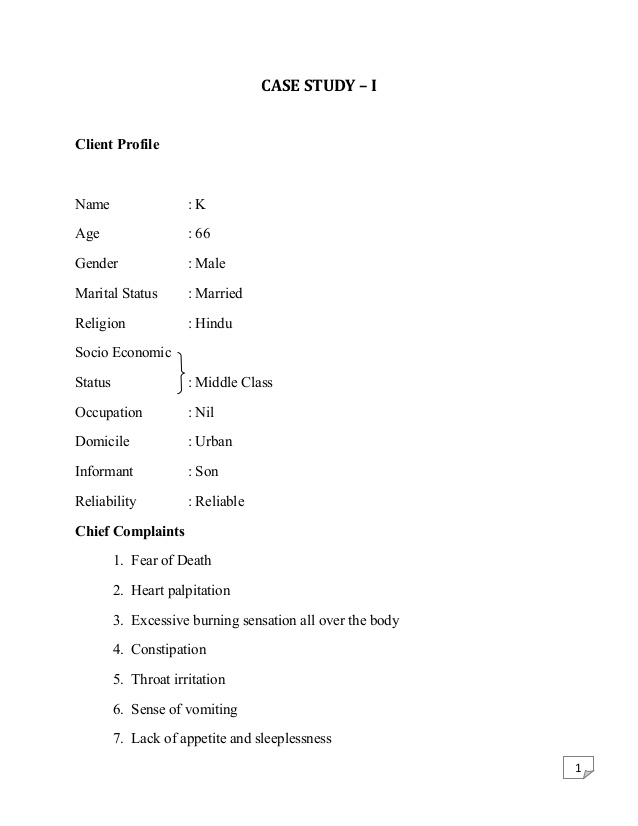 CASE STUDY – I
Client Profile
Name : K
Age : 66
Gender : Male
Marital Status : Married
Religion : Hindu
Socio Economic
Status : Middle Class
Occupation : Nil
Domicile : Urban
Informant : Son
Reliability : Reliable
Chief Complaints
1. Fear of Death
2. Heart palpitation
3. Excessive burning sensation all over the body
4. Constipation
5. Throat irritation
6. Sense of vomiting
7. Lack of appetite and sleeplessness
1